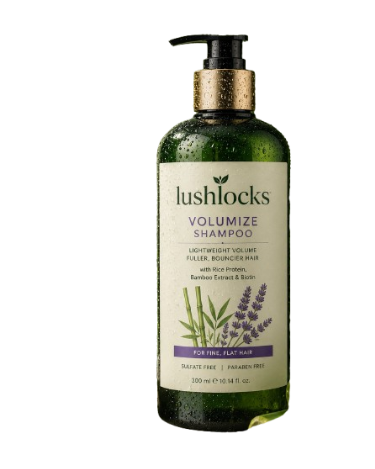 lushlocks
VOLUMIZE
SHAMPOO
LIGHTWEIGHT VOLUME
FULLER, BOUNCIER HAIR
with Rice Protein,
Bamboo Extract & Biotin
FOR FINE, FLAT HAIR
SULFATE FREE | PARABEN FREE
300 ml ℮ 10.14 fl. oz.